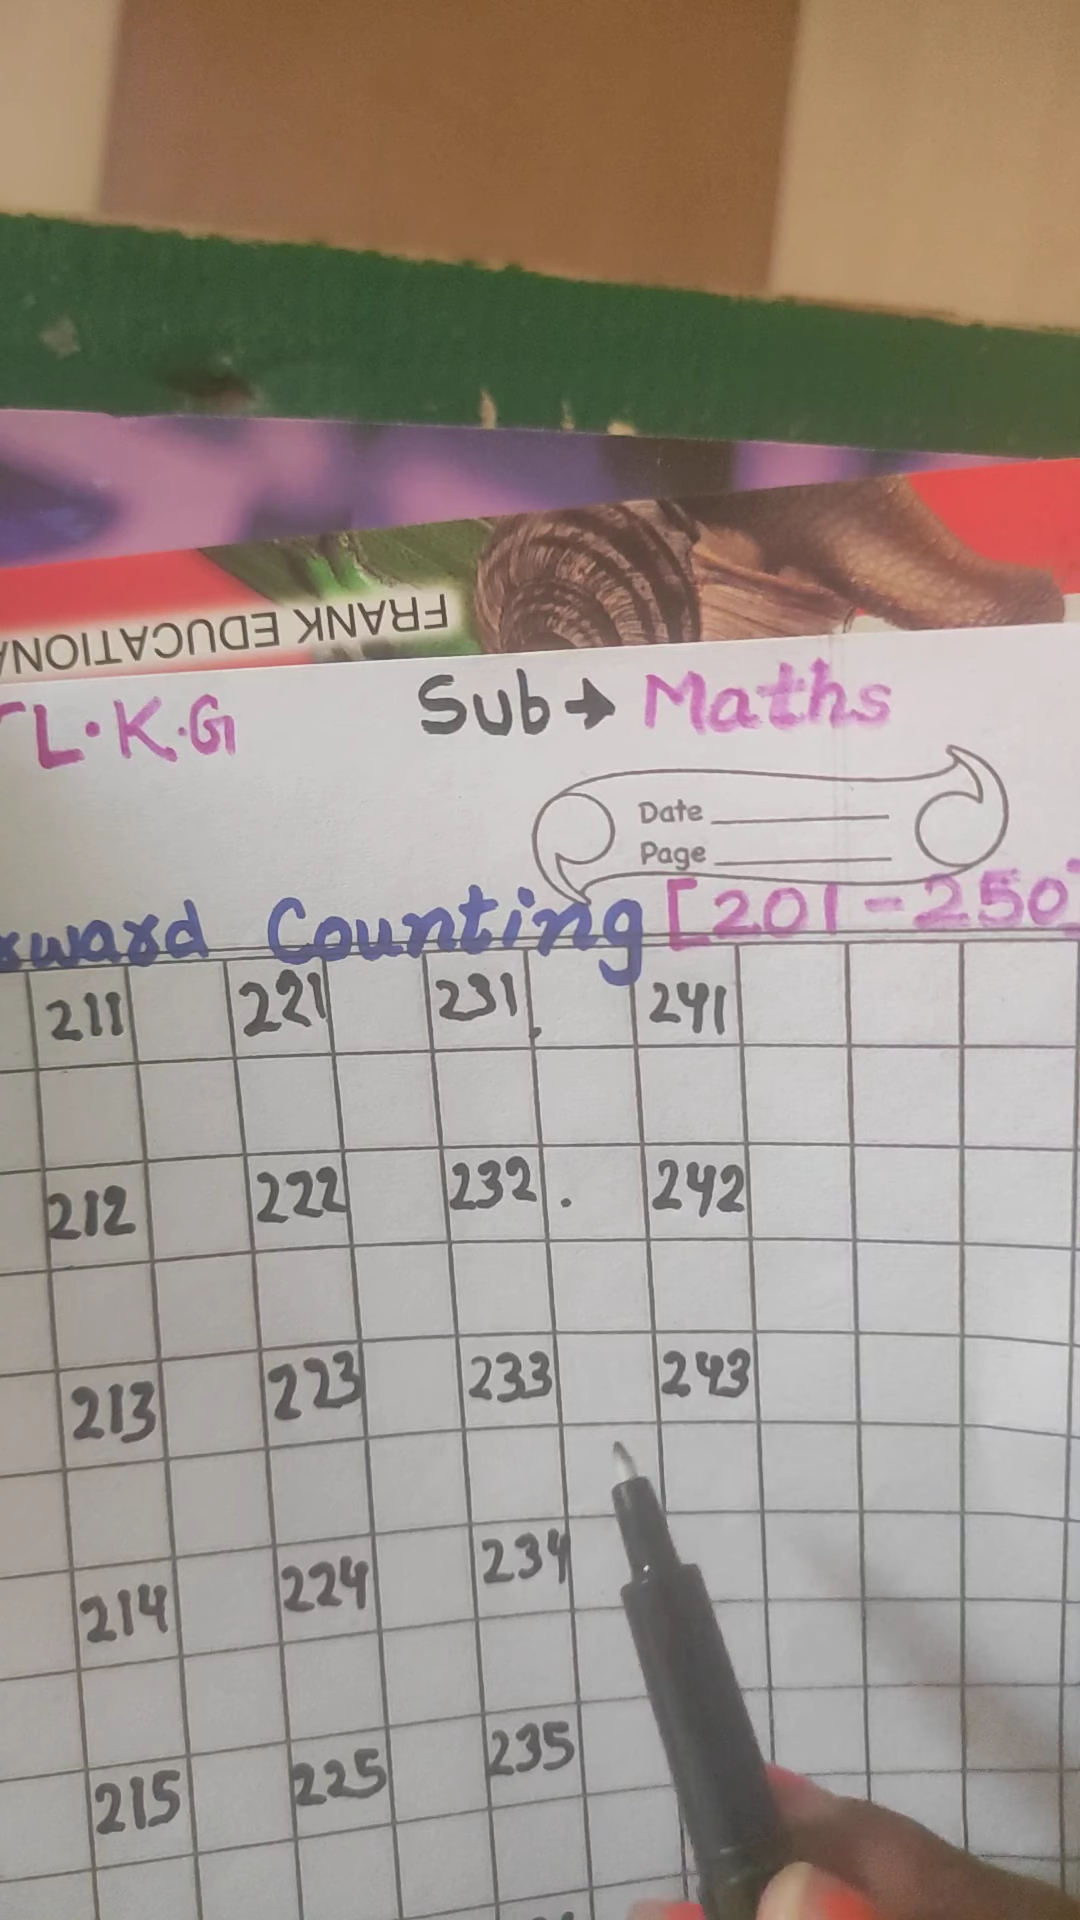 FRANK EDUCATION
L.K.G Sub→ Maths
Date
Page
rward Counting [201-250]
211 221 231 241
212 222 232 . 242
213 223 233 243
214 224 234
215 225 235